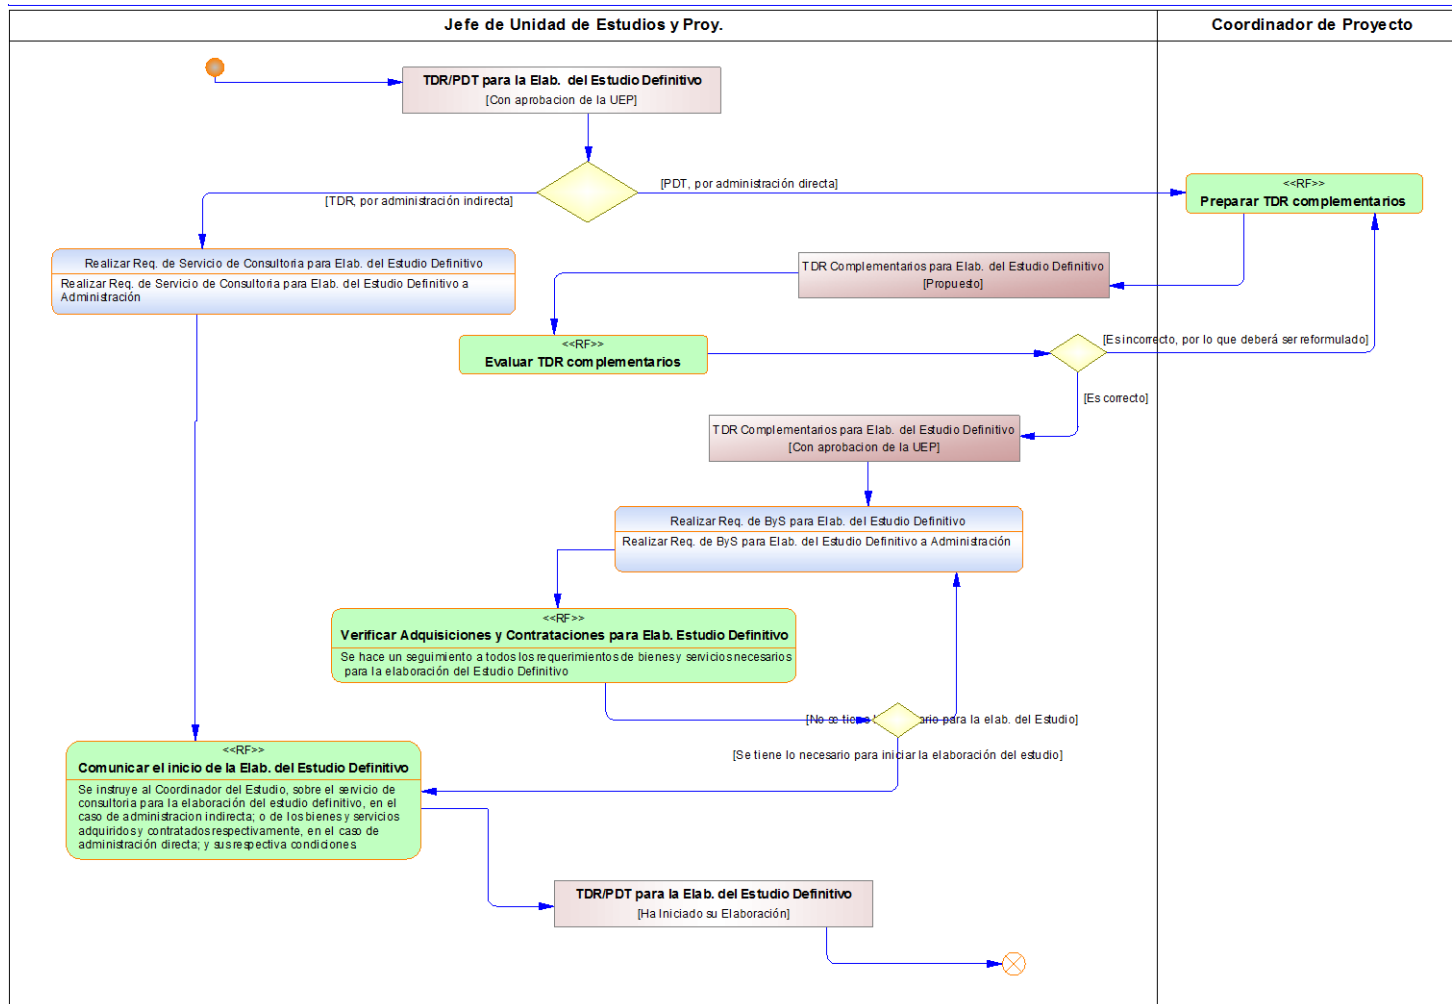 Jefe de Unidad de Estudios y Proy.
Coordinador de Proyecto
TDR/PDT para la Elab. del Estudio Definitivo
[Con aprobacion de la UEP]
[PDT, por administración directa]
[TDR, por administración indirecta]
<<RF>>
Preparar TDR complementarios
Realizar Req. de Servicio de Consultoria para Elab. del Estudio Definitivo
Realizar Req. de Servicio de Consultoria para Elab. del Estudio Definitivo a
Administración
TDR Complementarios para Elab. del Estudio Definitivo
[Propuesto]
<<RF>>
Evaluar TDR complementarios
[Es incorrecto, por lo que deberá ser reformulado]
[Es correcto]
TDR Complementarios para Elab. del Estudio Definitivo
[Con aprobacion de la UEP]
Realizar Req. de ByS para Elab. del Estudio Definitivo
Realizar Req. de ByS para Elab. del Estudio Definitivo a Administración
<<RF>>
Verificar Adquisiciones y Contrataciones para Elab. Estudio Definitivo
Se hace un seguimiento a todos los requerimientos de bienes y servicios necesarios
para la elaboración del Estudio Definitivo
[No se tiene para la elab. del Estudio]
[Se tiene lo necesario para iniciar la elaboración del estudio]
<<RF>>
Comunicar el inicio de la Elab. del Estudio Definitivo
Se instruye al Coordinador del Estudio, sobre el servicio de
consultoria para la elaboración del estudio definitivo, en el
caso de administracion indirecta; o de los bienes y servicios
adquiridos y contratados respectivamente, en el caso de
administración directa; y sus respectiva condiciones.
TDR/PDT para la Elab. del Estudio Definitivo
[Ha Iniciado su Elaboración]